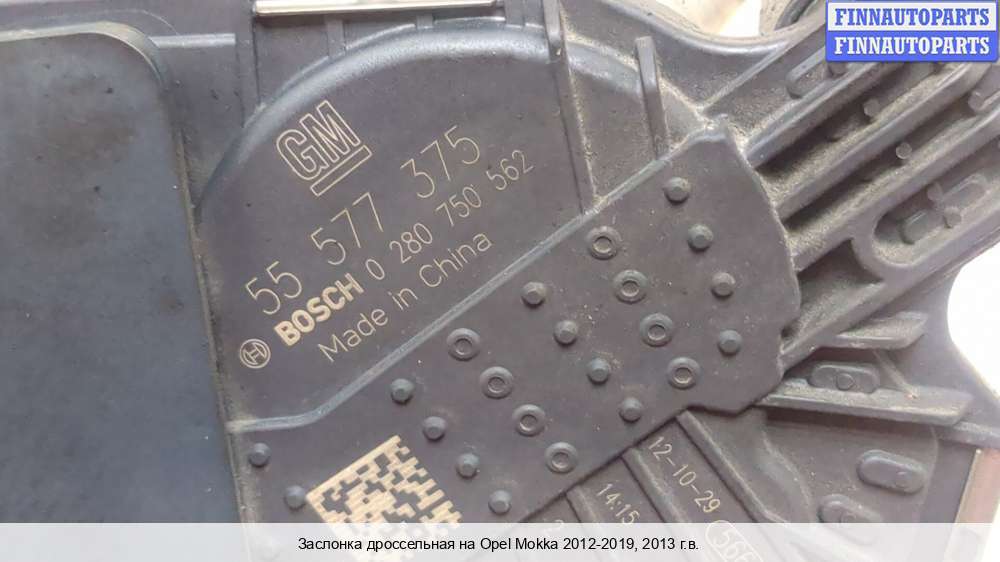 FINNAUTOPARTS
FINNAUTOPARTS
GM
55 577 375
BOSCH 0 280 750 562
Made in China
12-10-29
14:15
Заслонка дроссельная на Opel Mokka 2012-2019, 2013 г.в.